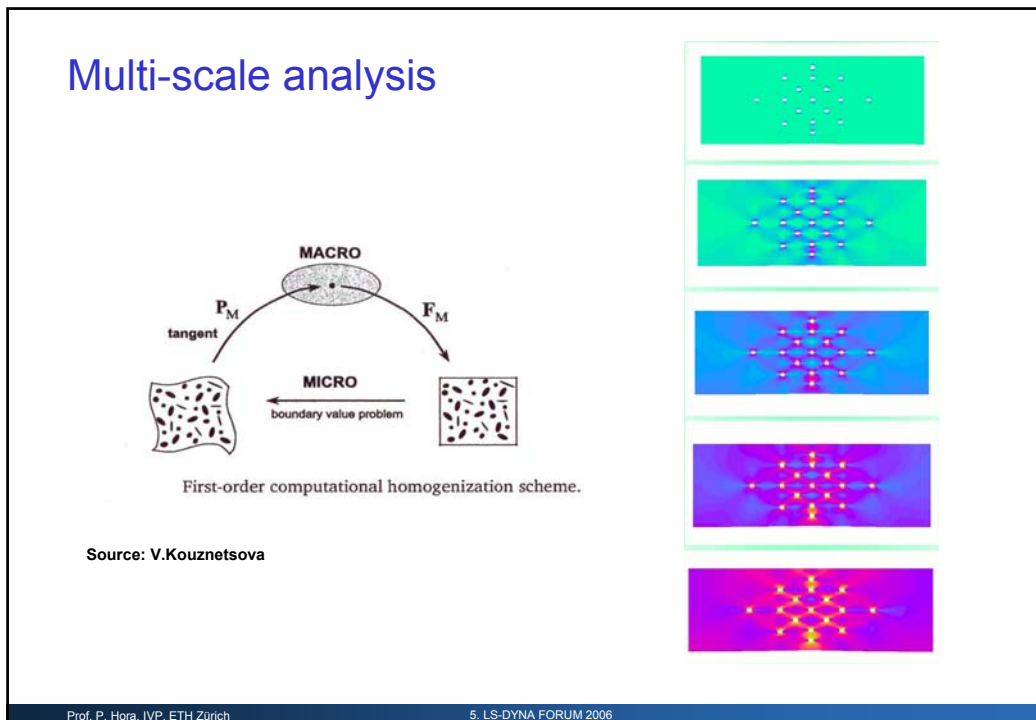 Multi-scale analysis
MACRO
P_M
F_M
tangent
MICRO
boundary value problem
First-order computational homogenization scheme.
Source: V.Kouznetsova
Prof. P. Hora, IVP, ETH Zürich
5. LS-DYNA FORUM 2006